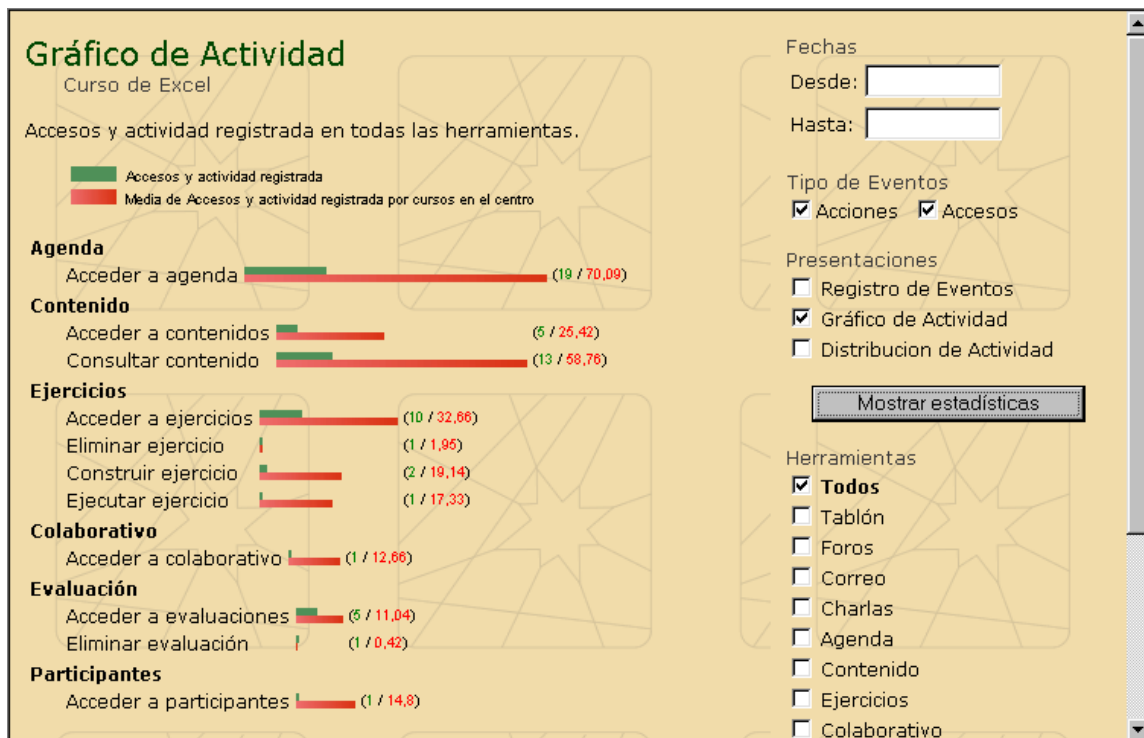 Gráfico de Actividad
Curso de Excel
Accesos y actividad registrada en todas las herramientas.
Accesos y actividad registrada
Media de Accesos y actividad registrada por cursos en el centro
Agenda
Acceder a agenda (19 / 70,09)
Contenido
Acceder a contenidos (5 / 25,42)
Consultar contenido (13 / 58,76)
Ejercicios
Acceder a ejercicios (10 / 32,66)
Eliminar ejercicio (1 / 1,95)
Construir ejercicio (2 / 19,14)
Ejecutar ejercicio (1 / 17,33)
Colaborativo
Acceder a colaborativo (1 / 12,66)
Evaluación
Acceder a evaluaciones (5 / 11,04)
Eliminar evaluación (1 / 0,42)
Participantes
Acceder a participantes (1 / 14,8)
Fechas
Desde:
Hasta:
Tipo de Eventos
Acciones Accesos
Presentaciones
Registro de Eventos
Gráfico de Actividad
Distribucion de Actividad
Mostrar estadísticas
Herramientas
Todos
Tablón
Foros
Correo
Charlas
Agenda
Contenido
Ejercicios
Colaborativo